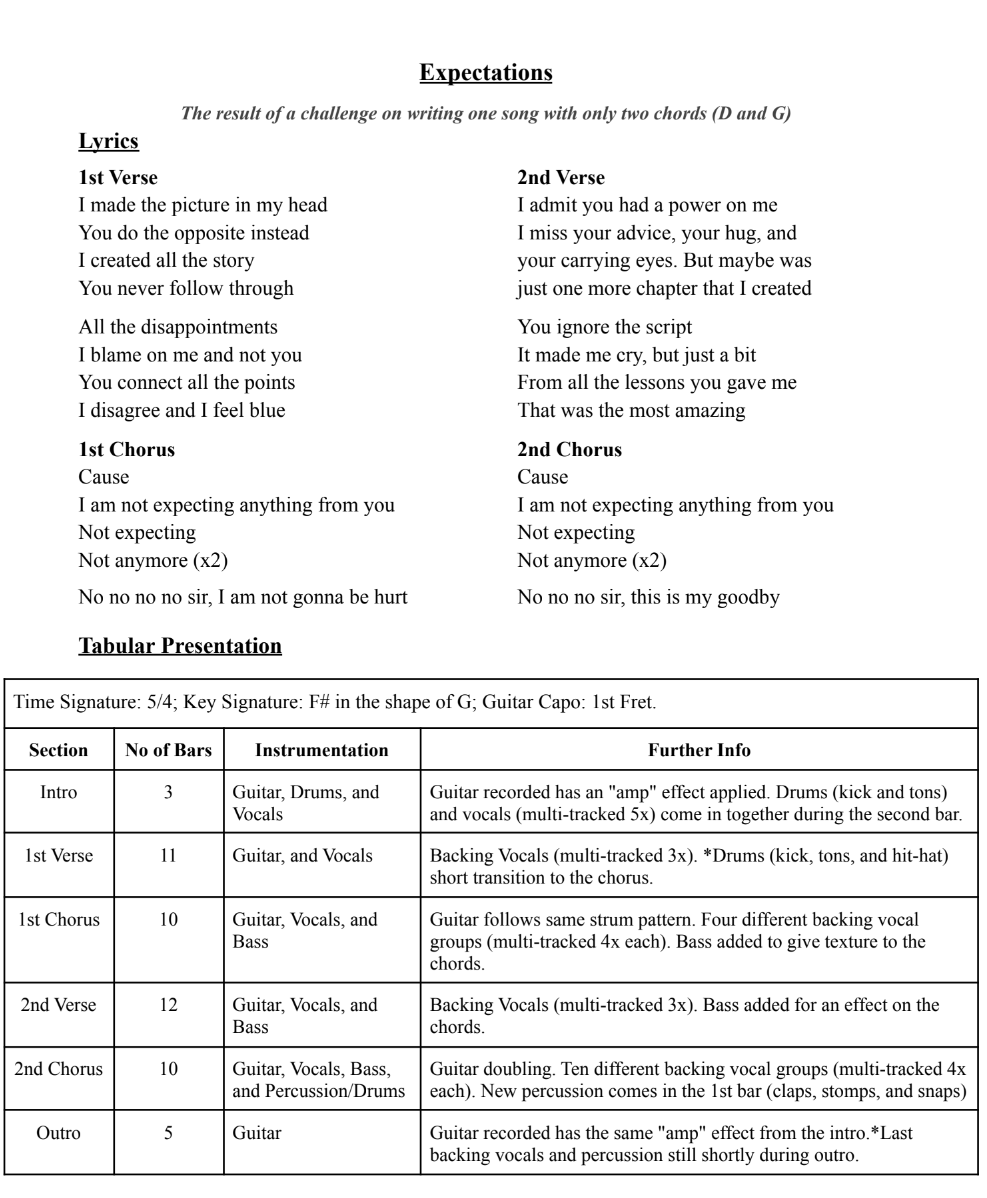 Expectations
The result of a challenge on writing one song with only two chords (D and G)
Lyrics
1st Verse
I made the picture in my head
You do the opposite instead
I created all the story
You never follow through
All the disappointments
I blame on me and not you
You connect all the points
I disagree and I feel blue
1st Chorus
Cause
I am not expecting anything from you
Not expecting
Not anymore (x2)
No no no no sir, I am not gonna be hurt
2nd Verse
I admit you had a power on me
I miss your advice, your hug, and
your carrying eyes. But maybe was
just one more chapter that I created
You ignore the script
It made me cry, but just a bit
From all the lessons you gave me
That was the most amazing
2nd Chorus
Cause
I am not expecting anything from you
Not expecting
Not anymore (x2)
No no no sir, this is my goodby
Tabular Presentation
Time Signature: 5/4; Key Signature: F# in the shape of G; Guitar Capo: 1st Fret.
Section No of Bars Instrumentation Further Info
Intro 3 Guitar, Drums, and Vocals Guitar recorded has an "amp" effect applied. Drums (kick and tons)
and vocals (multi-tracked 5x) come in together during the second bar.
1st Verse 11 Guitar, and Vocals Backing Vocals (multi-tracked 3x). *Drums (kick, tons, and hit-hat)
short transition to the chorus.
1st Chorus 10 Guitar, Vocals, and Bass Guitar follows same strum pattern. Four different backing vocal
groups (multi-tracked 4x each). Bass added to give texture to the
chords.
2nd Verse 12 Guitar, Vocals, and Bass Backing Vocals (multi-tracked 3x). Bass added for an effect on the
chords.
2nd Chorus 10 Guitar, Vocals, Bass, and Percussion/Drums Guitar doubling. Ten different backing vocal groups (multi-tracked 4x
each). New percussion comes in the 1st bar (claps, stomps, and snaps)
Outro 5 Guitar Guitar recorded has the same "amp" effect from the intro.*Last
backing vocals and percussion still shortly during outro.